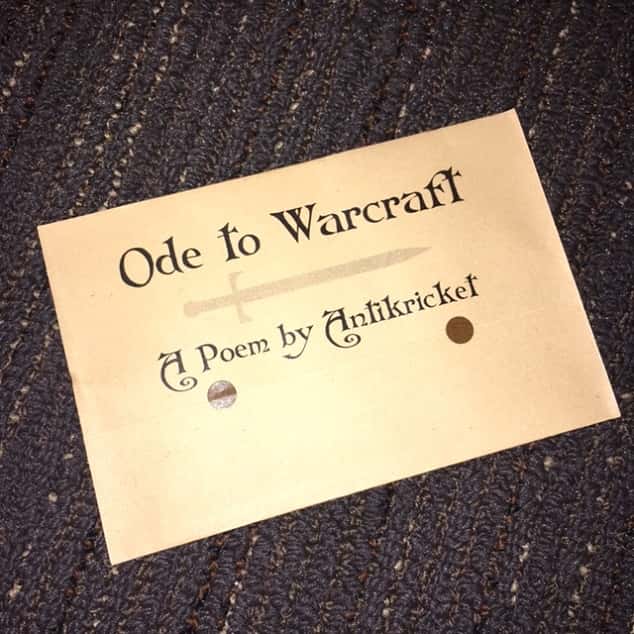 Ode to Warcraft
A Poem by Antikricket